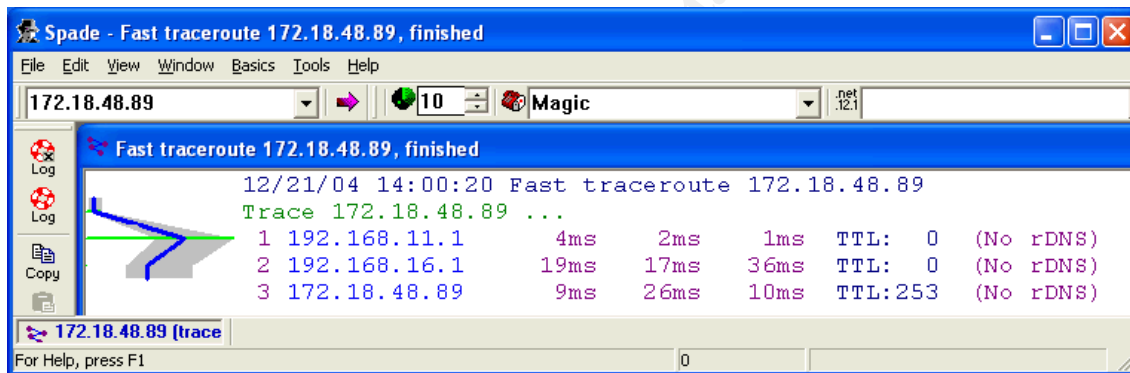 Spade - Fast traceroute 172.18.48.89, finished
File Edit View Window Basics Tools Help
172.18.48.89 10 Magic .net 12.1
Fast traceroute 172.18.48.89, finished
Log
Log
Copy
12/21/04 14:00:20 Fast traceroute 172.18.48.89
Trace 172.18.48.89 ...
1 192.168.11.1 4ms 2ms 1ms TTL: 0 (No rDNS)
2 192.168.16.1 19ms 17ms 36ms TTL: 0 (No rDNS)
3 172.18.48.89 9ms 26ms 10ms TTL:253 (No rDNS)
172.18.48.89 (trace
For Help, press F1 0